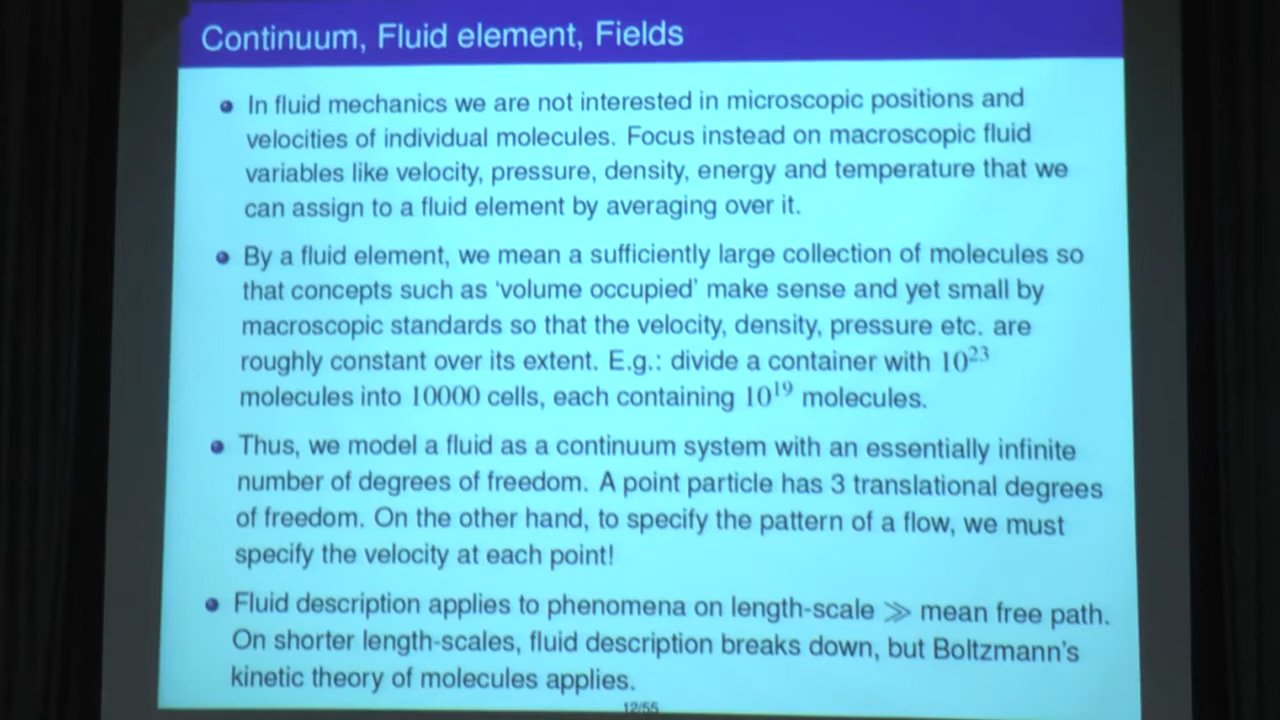 Continuum, Fluid element, Fields
In fluid mechanics we are not interested in microscopic positions and
velocities of individual molecules. Focus instead on macroscopic fluid
variables like velocity, pressure, density, energy and temperature that we
can assign to a fluid element by averaging over it.
By a fluid element, we mean a sufficiently large collection of molecules so
that concepts such as ‘volume occupied’ make sense and yet small by
macroscopic standards so that the velocity, density, pressure etc. are
roughly constant over its extent. E.g.: divide a container with 10²³
molecules into 10000 cells, each containing 10¹⁹ molecules.
Thus, we model a fluid as a continuum system with an essentially infinite
number of degrees of freedom. A point particle has 3 translational degrees
of freedom. On the other hand, to specify the pattern of a flow, we must
specify the velocity at each point!
Fluid description applies to phenomena on length-scale ≫ mean free path.
On shorter length-scales, fluid description breaks down, but Boltzmann's
kinetic theory of molecules applies.
12/55